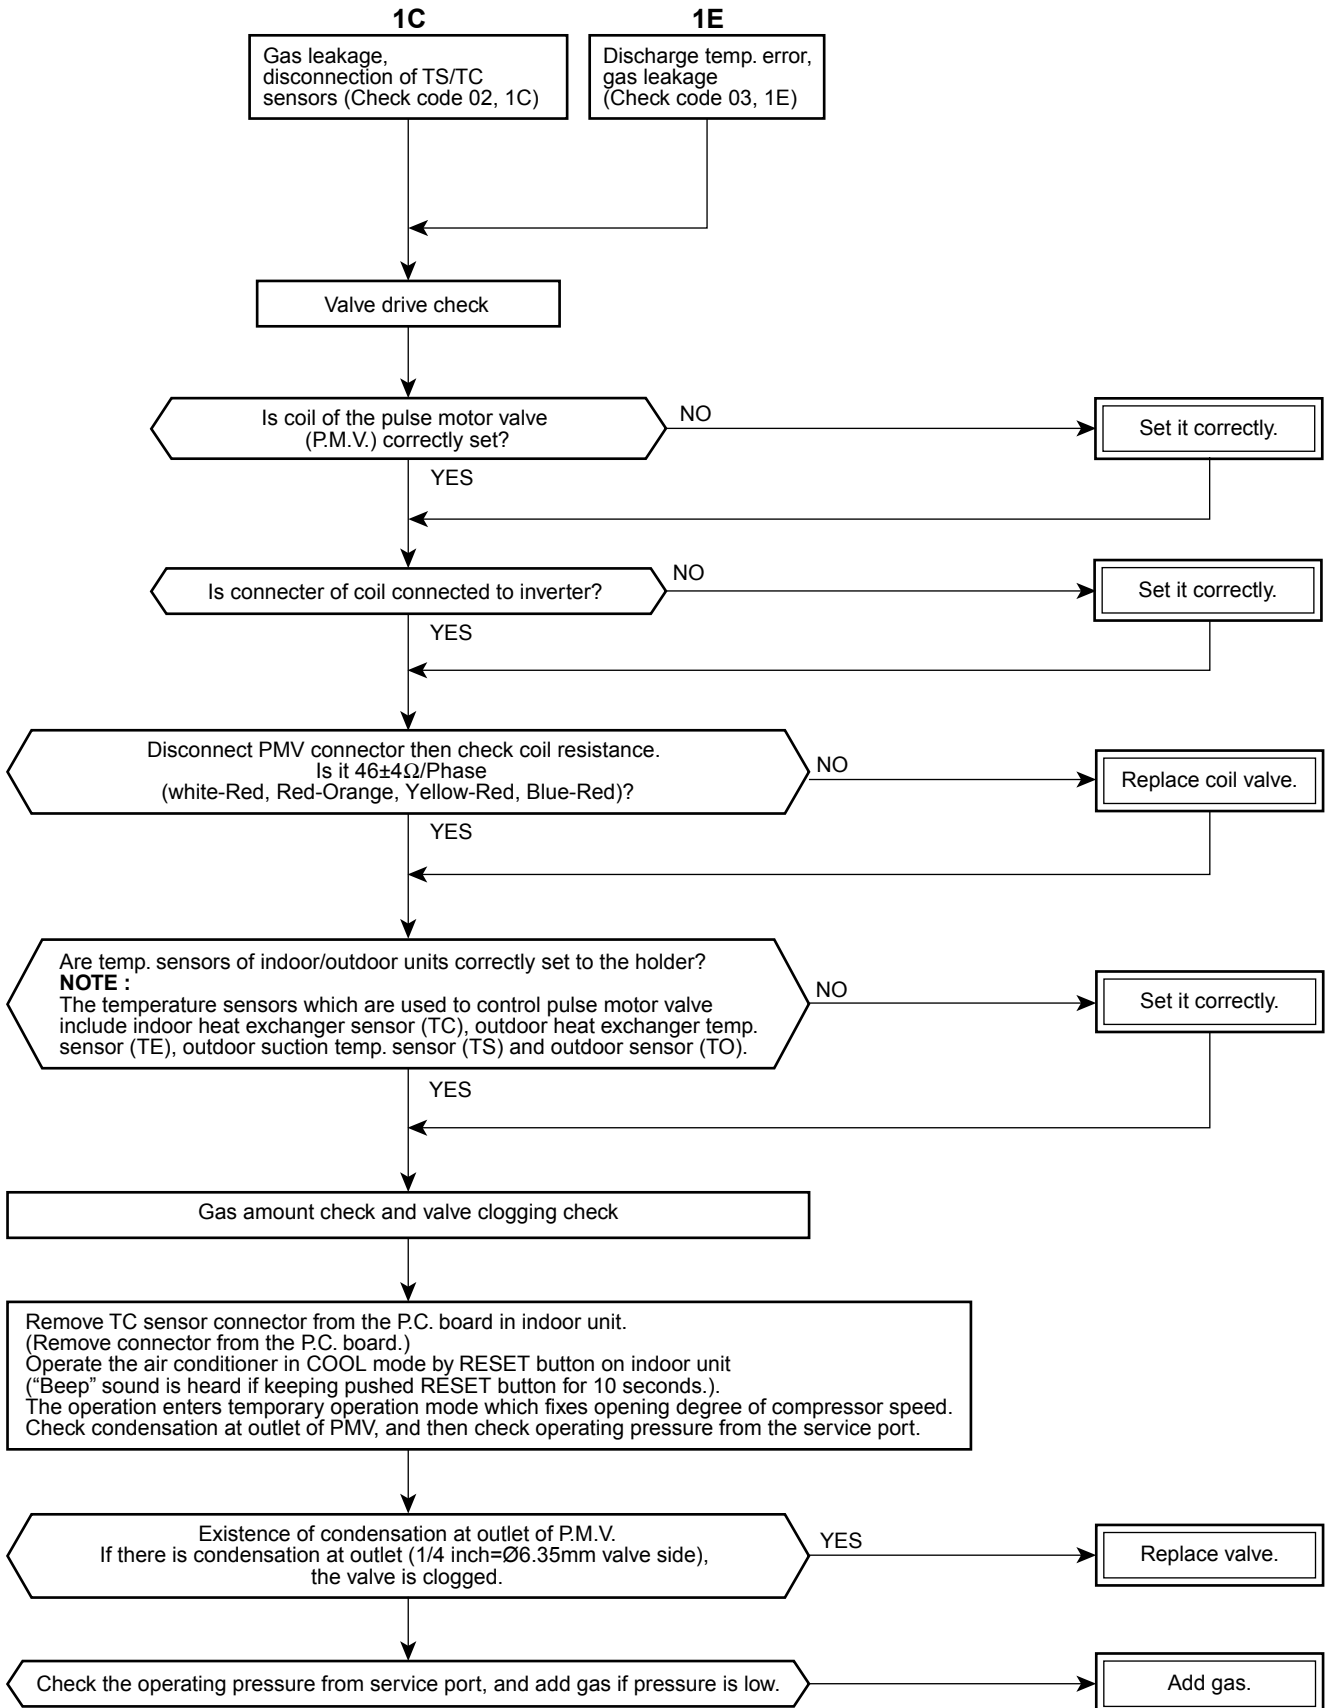 1C
1E
Gas leakage,
disconnection of TS/TC
sensors (Check code 02, 1C)
Discharge temp. error,
gas leakage
(Check code 03, 1E)
Valve drive check
Is coil of the pulse motor valve
(P.M.V.) correctly set?
NO
Set it correctly.
YES
Is connecter of coil connected to inverter?
NO
Set it correctly.
YES
Disconnect PMV connector then check coil resistance.
Is it 46±4Ω/Phase
(white-Red, Red-Orange, Yellow-Red, Blue-Red)?
NO
Replace coil valve.
YES
Are temp. sensors of indoor/outdoor units correctly set to the holder?
NOTE :
The temperature sensors which are used to control pulse motor valve
include indoor heat exchanger sensor (TC), outdoor heat exchanger temp.
sensor (TE), outdoor suction temp. sensor (TS) and outdoor sensor (TO).
NO
Set it correctly.
YES
Gas amount check and valve clogging check
Remove TC sensor connector from the P.C. board in indoor unit.
(Remove connector from the P.C. board.)
Operate the air conditioner in COOL mode by RESET button on indoor unit
(“Beep” sound is heard if keeping pushed RESET button for 10 seconds.).
The operation enters temporary operation mode which fixes opening degree of compressor speed.
Check condensation at outlet of PMV, and then check operating pressure from the service port.
Existence of condensation at outlet of P.M.V.
If there is condensation at outlet (1/4 inch=Ø6.35mm valve side),
the valve is clogged.
YES
Replace valve.
Check the operating pressure from service port, and add gas if pressure is low.
Add gas.